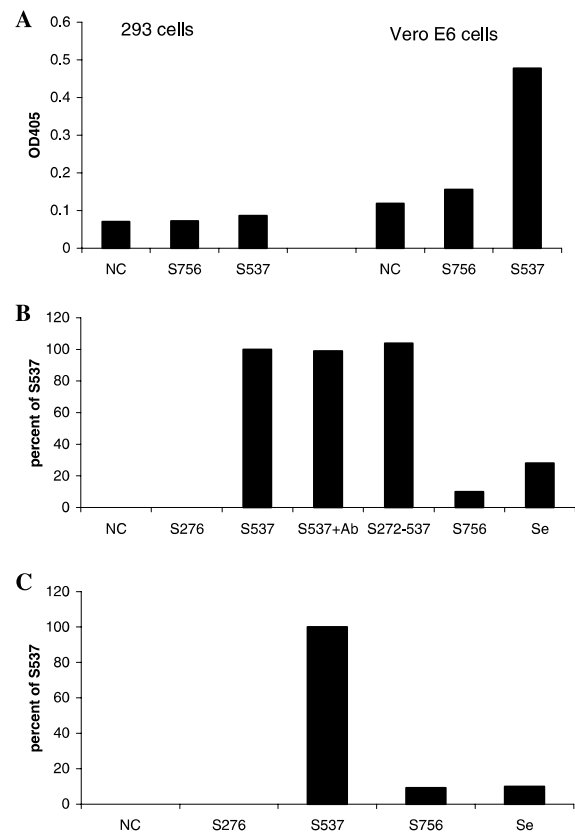 A
293 cells
Vero E6 cells
OD405
0.6
0.5
0.4
0.3
0.2
0.1
0
NC S756 S537 NC S756 S537
B
percent of S537
120
100
80
60
40
20
0
NC S276 S537 S537+Ab S272-537 S756 Se
C
percent of S537
120
100
80
60
40
20
0
NC S276 S537 S756 Se